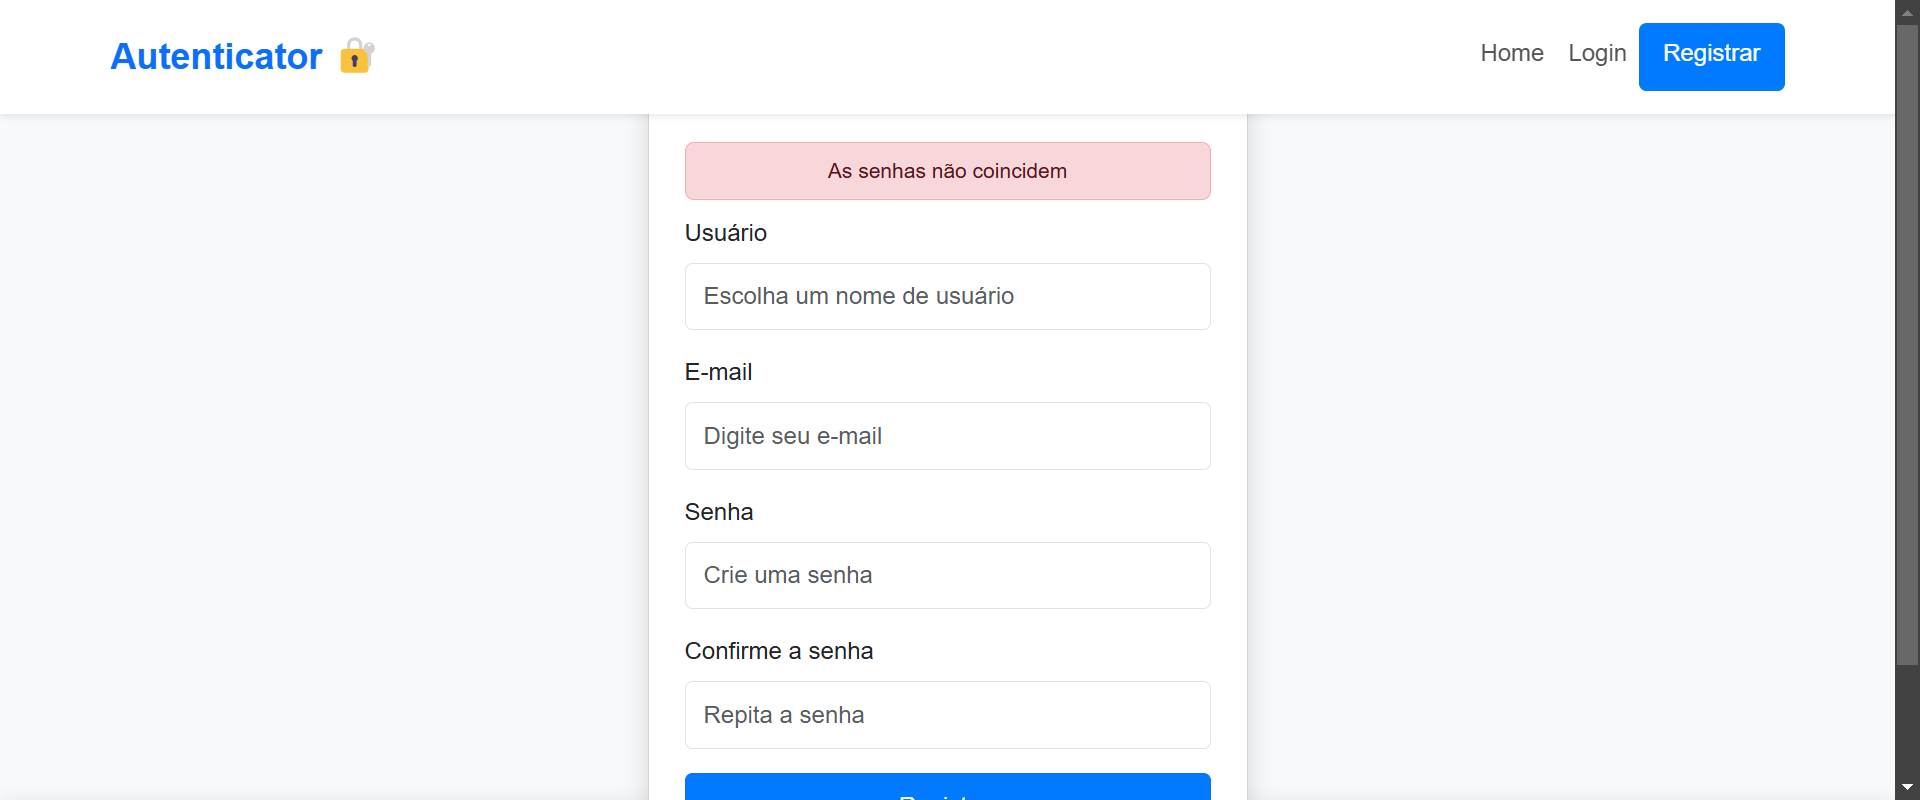 Autenticator
Home Login Registrar
As senhas não coincidem
Usuário
Escolha um nome de usuário
E-mail
Digite seu e-mail
Senha
Crie uma senha
Confirme a senha
Repita a senha